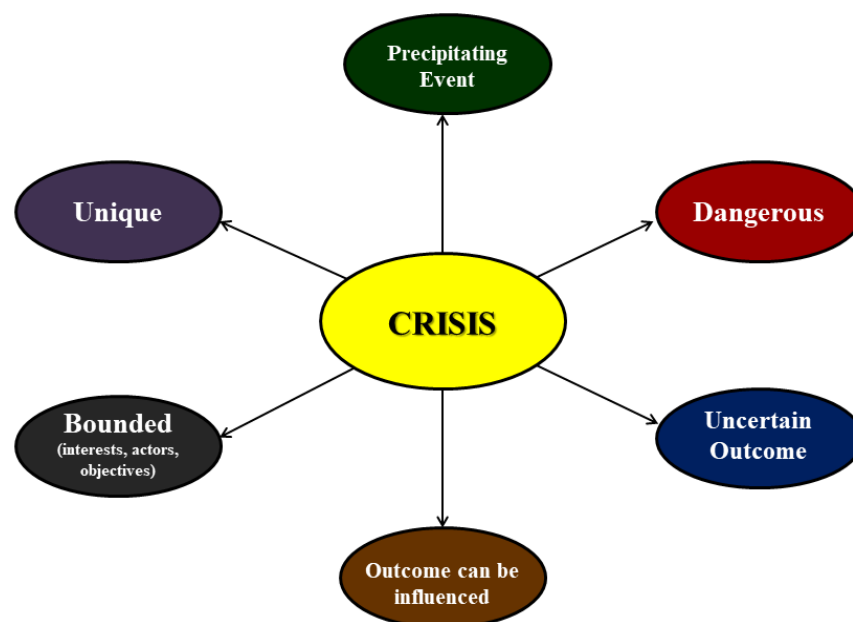 Precipitating
Event
Unique
Dangerous
CRISIS
Bounded
(interests, actors,
objectives)
Uncertain
Outcome
Outcome can be
influenced